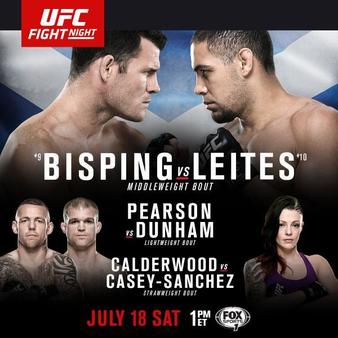 UFC
FIGHT NIGHT
#9 BISPING VS LEITES #10
MIDDLEWEIGHT BOUT
PEARSON
VS DUNHAM
LIGHTWEIGHT BOUT
CALDERWOOD VS
CASEY-SANCHEZ
STRAWWEIGHT BOUT
JULY 18 SAT 1PM ET FOX SPORTS 1